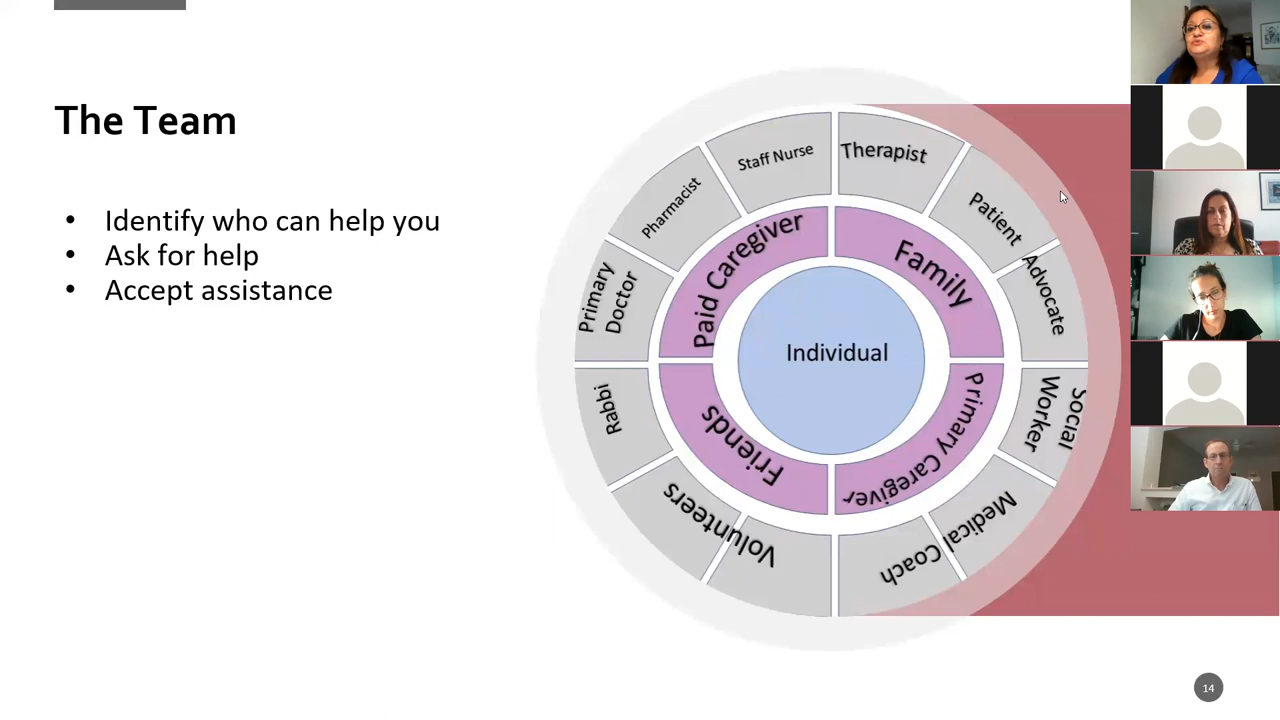 The Team
• Identify who can help you
• Ask for help
• Accept assistance
Staff Nurse
Therapist
Pharmacist
Patient
Advocate
Primary
Doctor
Paid Caregiver
Family
Individual
Rabbi
Friends
Primary Caregiver
Social
Worker
Volunteers
Medical Coach
14